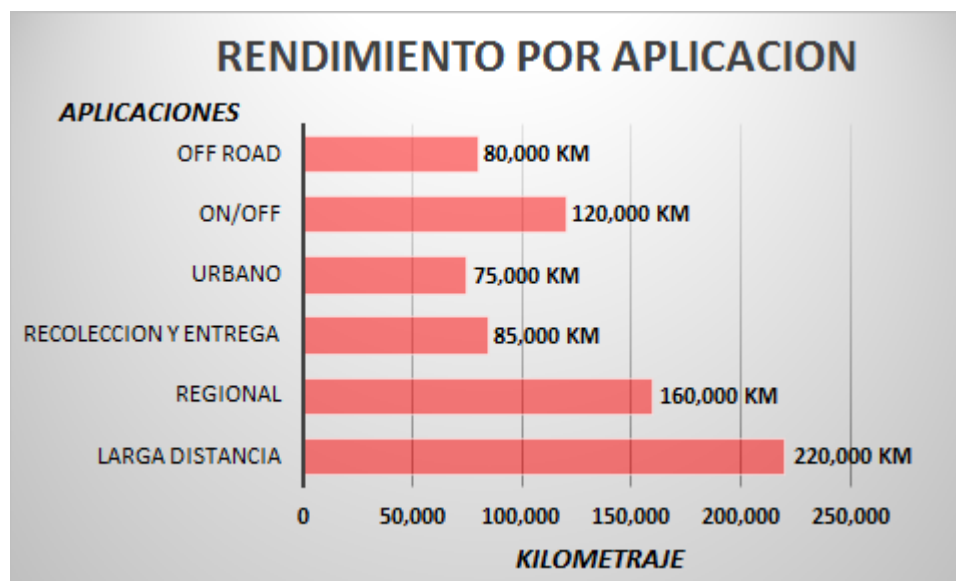 RENDIMIENTO POR APLICACION
APLICACIONES
OFF ROAD
80,000 KM
ON/OFF
120,000 KM
URBANO
75,000 KM
RECOLECCION Y ENTREGA
85,000 KM
REGIONAL
160,000 KM
LARGA DISTANCIA
220,000 KM
0 50,000 100,000 150,000 200,000 250,000
KILOMETRAJE